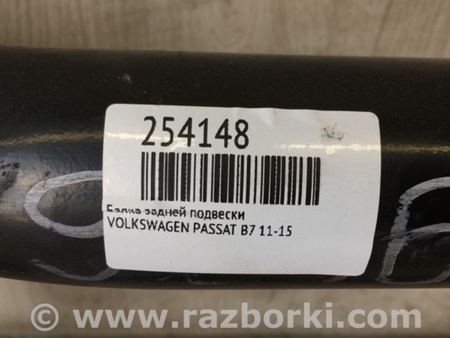 254148
Балка задней подвески
VOLKSWAGEN PASSAT B7 11-15
www.razborki.com